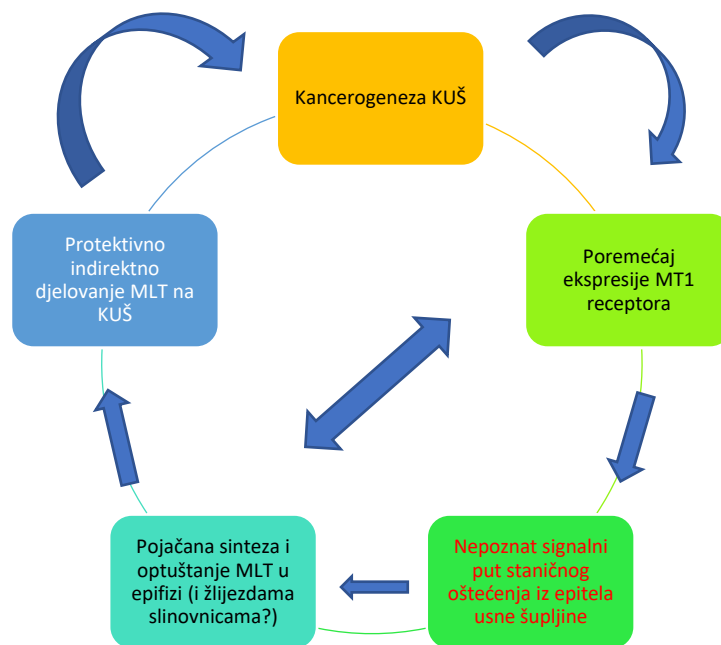 Kancerogeneza KUŠ
Poremećaj
ekspresije MT1
receptora
Nepoznat signalni
put staničnog
oštećenja iz epitela
usne šupljine
Pojačana sinteza i
optuštanje MLT u
epifizi (i žlijezdama
slinovnicama?)
Protektivno
indirektno
djelovanje MLT na
KUŠ